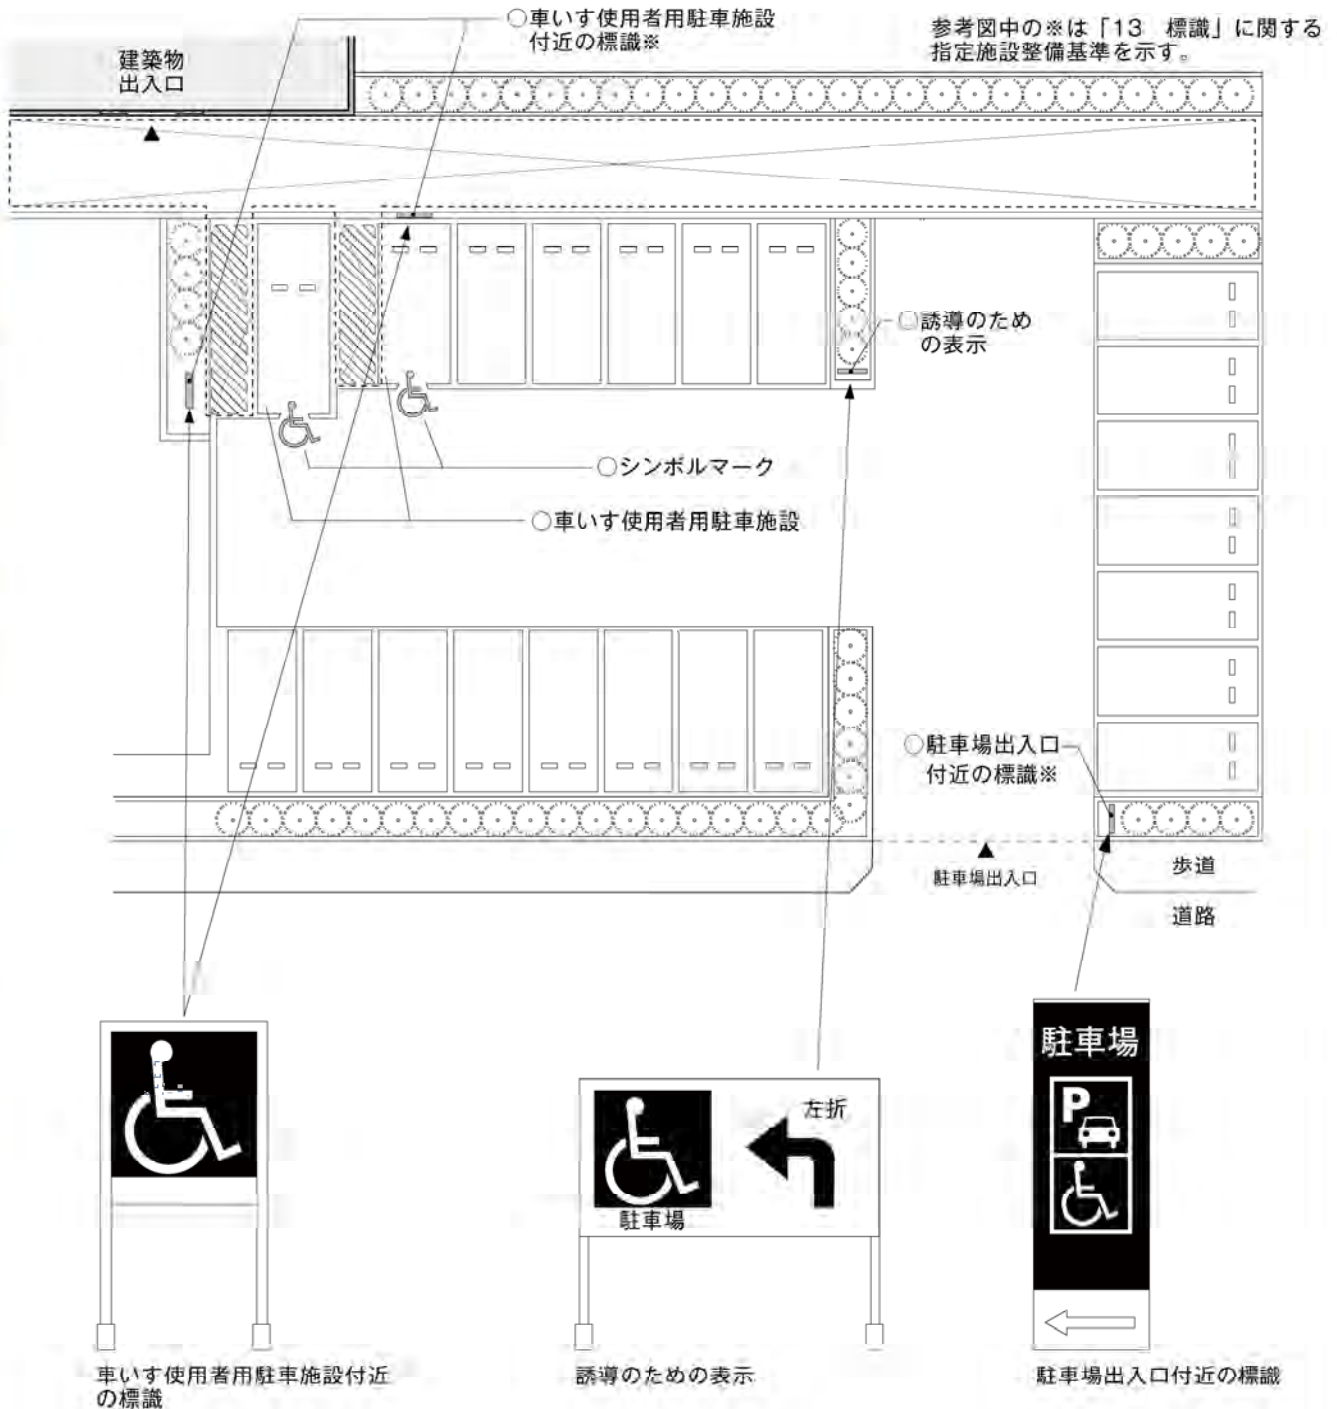 ○車いす使用者用駐車施設
付近の標識※
参考図中の※は「13 標識」に関する
指定施設整備基準を示す。
建築物
出入口
○誘導のため
の表示
○シンボルマーク
○車いす使用者用駐車施設
○駐車場出入口
付近の標識※
駐車場出入口
歩道
道路
駐車場
P
左折
駐車場
車いす使用者用駐車施設付近
の標識
誘導のための表示
駐車場出入口付近の標識